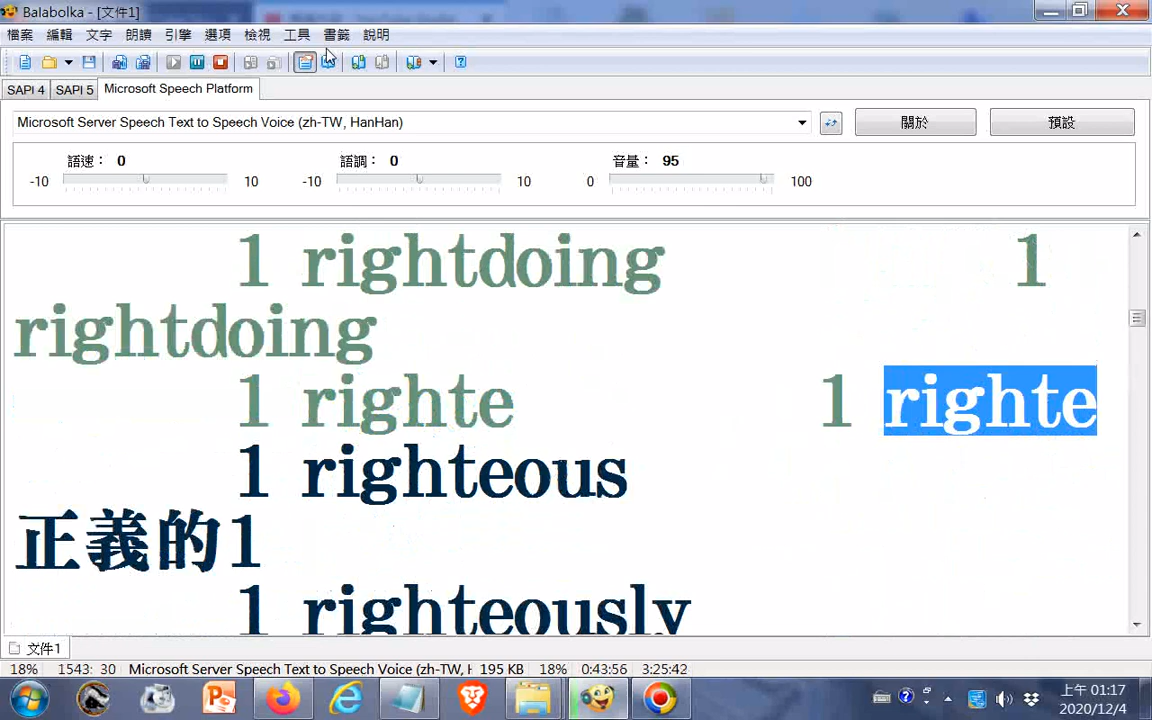 Balabolka - [文件1]
檔案 編輯 文字 朗讀 引擎 選項 檢視 工具 書籤 說明
SAPI 4 SAPI 5 Microsoft Speech Platform
Microsoft Server Speech Text to Speech Voice (zh-TW, HanHan) 關於 預設
語速： 0 語調： 0 音量： 95
-10 10 -10 10 0 100
1 rightdoing 1
rightdoing
1 righte 1 righte
1 righteous
正義的1
1 righteously
文件1
18% 1543: 30 Microsoft Server Speech Text to Speech Voice (zh-TW, 195 KB 18% 0:43:56 3:25:42
上午 01:17
2020/12/4